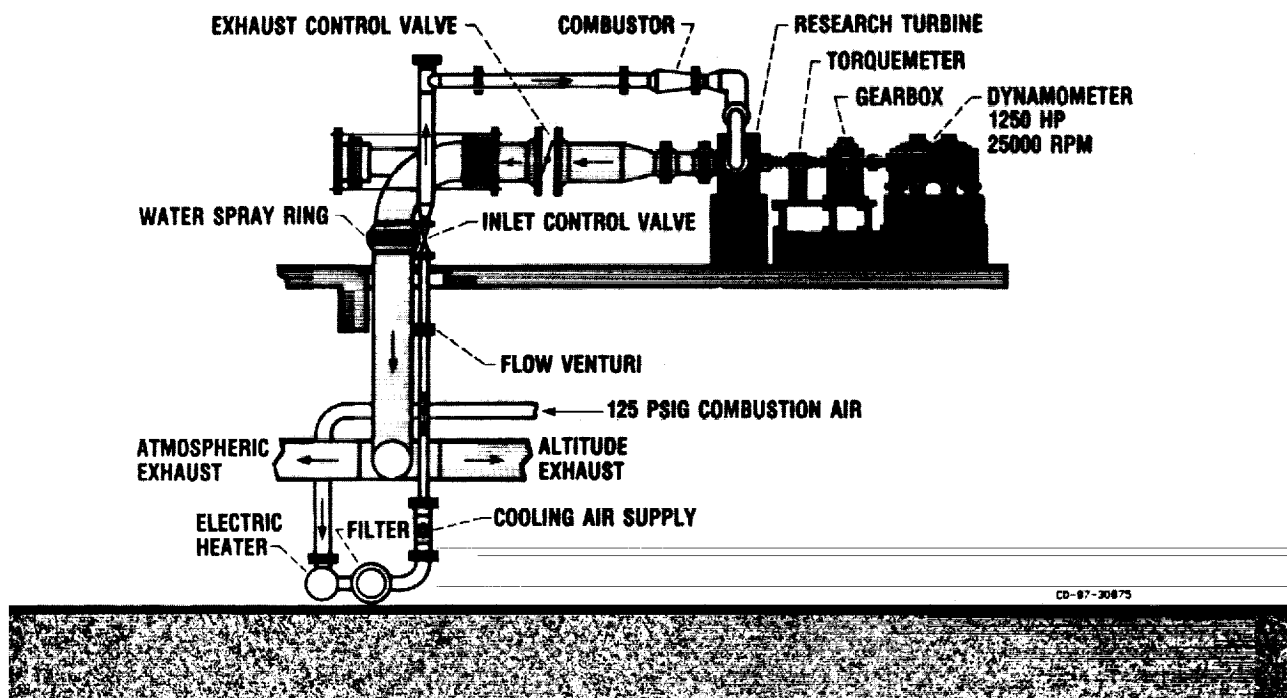 EXHAUST CONTROL VALVE
COMBUSTOR
RESEARCH TURBINE
TORQUEMETER
GEARBOX
DYNAMOMETER
1250 HP
25000 RPM
WATER SPRAY RING
INLET CONTROL VALVE
FLOW VENTURI
125 PSIG COMBUSTION AIR
ATMOSPHERIC
EXHAUST
ALTITUDE
EXHAUST
ELECTRIC
HEATER
FILTER
COOLING AIR SUPPLY
CD-87-30875